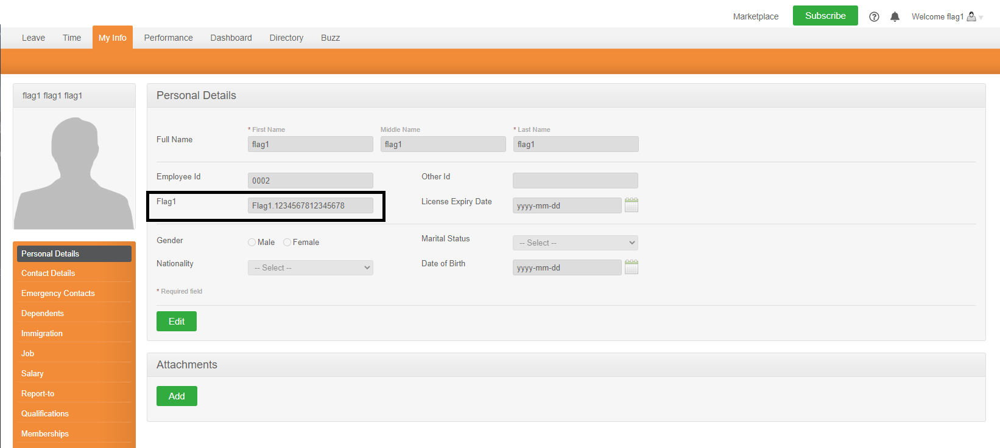 Marketplace Subscribe Welcome flag1
Leave Time My Info Performance Dashboard Directory Buzz
flag1 flag1 flag1
Personal Details
Contact Details
Emergency Contacts
Dependents
Immigration
Job
Salary
Report-to
Qualifications
Memberships
Personal Details
* First Name Middle Name * Last Name
Full Name flag1 flag1 flag1
Employee Id 0002 Other Id
Flag1 Flag1.1234567812345678 License Expiry Date yyyy-mm-dd
Gender Male Female Marital Status -- Select --
Nationality -- Select -- Date of Birth yyyy-mm-dd
* Required field
Edit
Attachments
Add